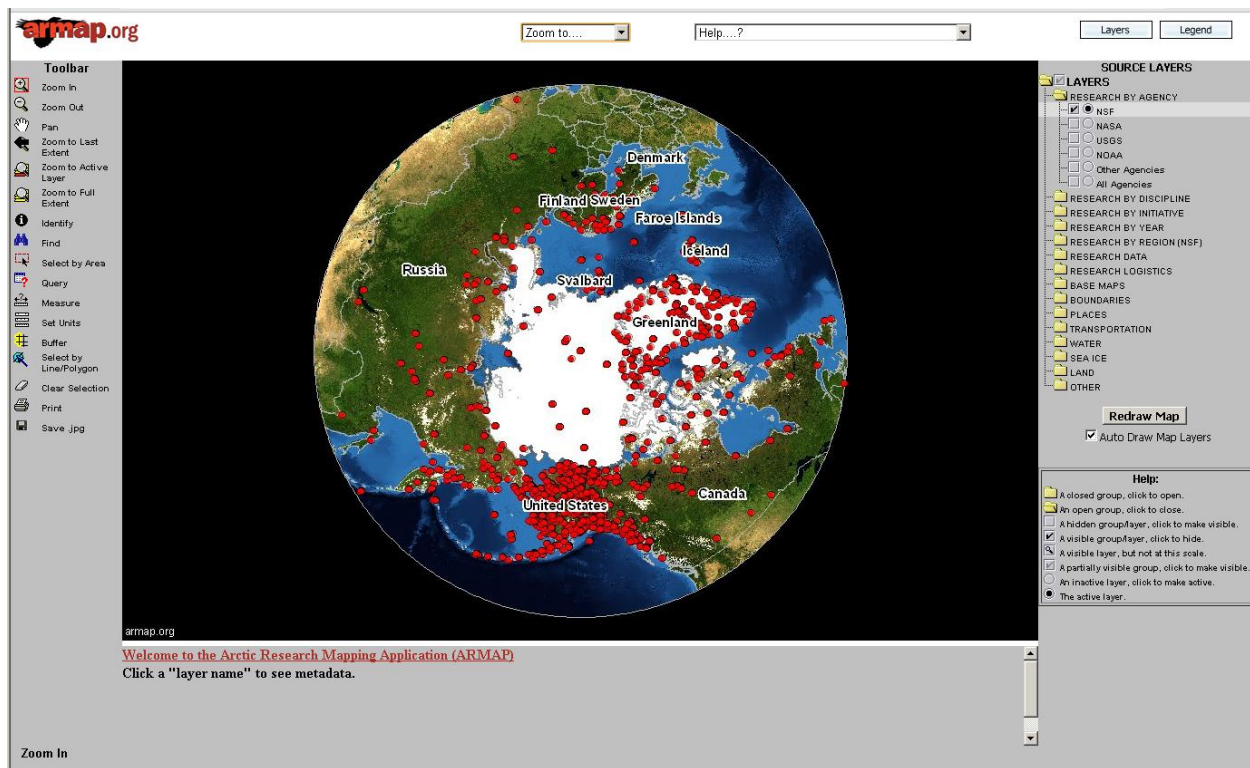 armap.org
Zoom to....
Help....?
Layers
Legend
Toolbar
Zoom In
Zoom Out
Pan
Zoom to Last
Extent
Zoom to Active
Layer
Zoom to Full
Extent
Identify
Find
Select by Area
Query
Measure
Set Units
Buffer
Select by
Line/Polygon
Clear Selection
Print
Save .jpg
Denmark
Finland Sweden
Faroe Islands
Iceland
Russia
Svalbard
Greenland
United States
Canada
armap.org
SOURCE LAYERS
LAYERS
RESEARCH BY AGENCY
NSF
NASA
USGS
NOAA
Other Agencies
All Agencies
RESEARCH BY DISCIPLINE
RESEARCH BY INITIATIVE
RESEARCH BY YEAR
RESEARCH BY REGION (NSF)
RESEARCH DATA
RESEARCH LOGISTICS
BASE MAPS
BOUNDARIES
PLACES
TRANSPORTATION
WATER
SEA ICE
LAND
OTHER
Redraw Map
Auto Draw Map Layers
Help:
A closed group, click to open.
An open group, click to close.
A hidden group/layer, click to make visible.
A visible group/layer, click to hide.
A visible layer, but not at this scale.
A partially visible group, click to make visible.
An inactive layer, click to make active.
The active layer.
Welcome to the Arctic Research Mapping Application (ARMAP)
Click a "layer name" to see metadata.
Zoom In